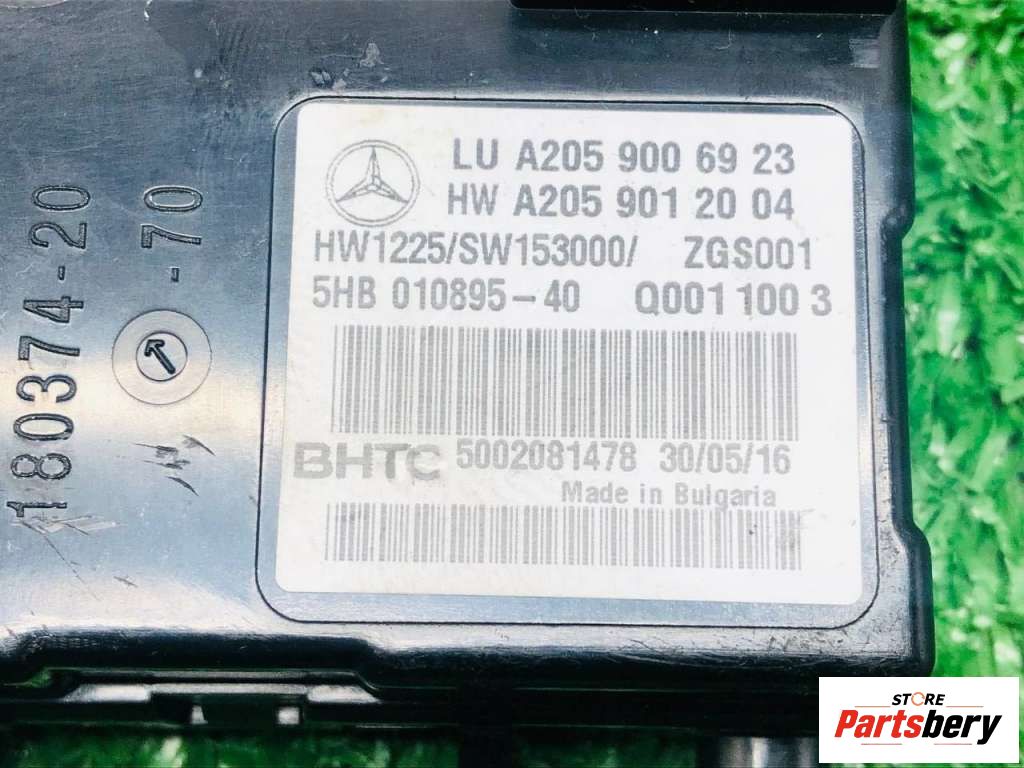 LU A205 900 69 23
HW A205 901 20 04
HW1225/SW153000/ ZGS001
5HB 010895-40 Q001 100 3
BHTC 5002081478 30/05/16
Made in Bulgaria
180374-20
-70
STORE
Partsbery